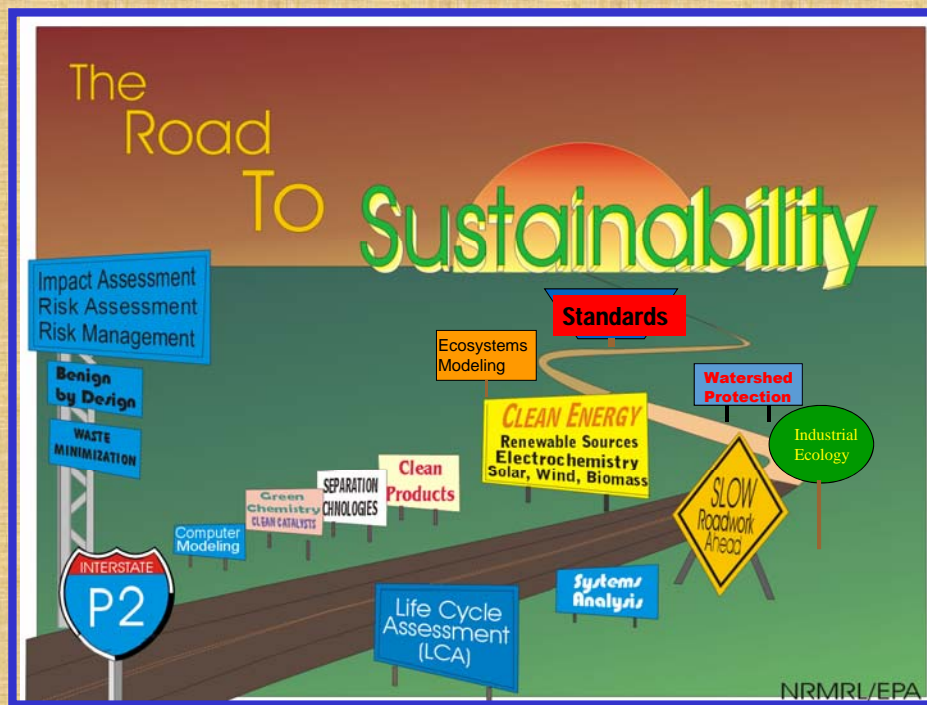 The
Road
To
Sustainability
Impact Assessment
Risk Assessment
Risk Management
Benign
by Design
WASTE
MINIMIZATION
INTERSTATE
P2
Computer
Modeling
Green
Chemistry
CLEAN CATALYSTS
SEPARATION
CHNOLOGIES
Clean
Products
Ecosystems
Modeling
CLEAN ENERGY
Renewable Sources
Electrochemistry
Solar, Wind, Biomass
Standards
Watershed
Protection
Industrial
Ecology
SLOW
Roadwork
Ahead
Systems
Analysis
Life Cycle
Assessment
(LCA)
NRMRL/EPA